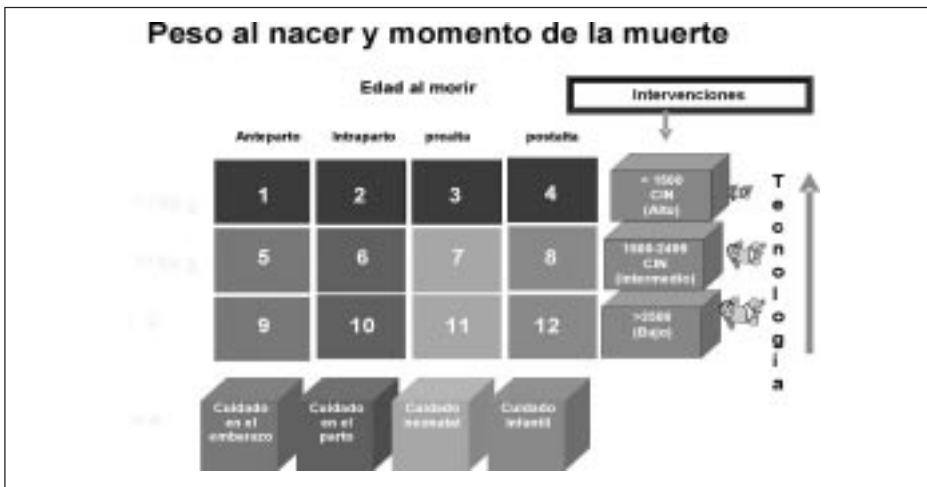 Peso al nacer y momento de la muerte
Edad al morir
Intervenciones
Anteparto Intraparto prealta postalta
1 2 3 4
< 1500
CIN
(Alto)
5 6 7 8
1500-2499
CIN
(Intermedio)
9 10 11 12
>2500
(Bajo)
Tecnología
Cuidado
en el
embarazo
Cuidado
en el
parto
Cuidado
neonatal
Cuidado
infantil